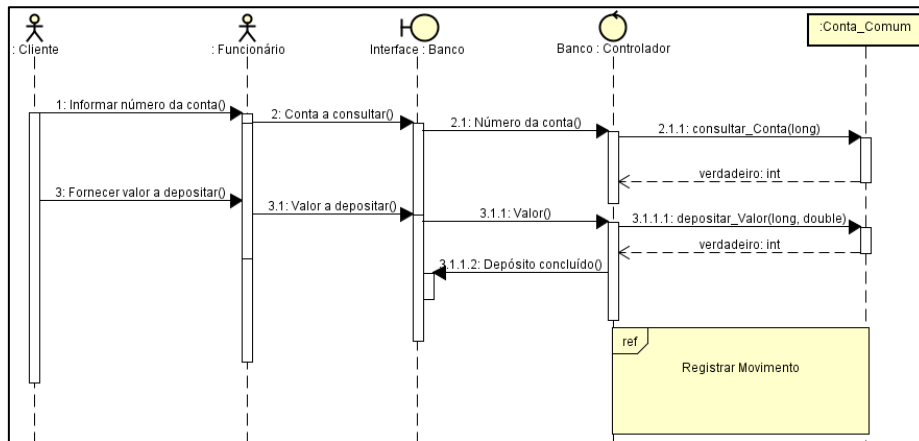 : Cliente
: Funcionário
Interface : Banco
Banco : Controlador
:Conta_Comum
1: Informar número da conta()
2: Conta a consultar()
2.1: Número da conta()
2.1.1: consultar_Conta(long)
verdadeiro: int
3: Fornecer valor a depositar()
3.1: Valor a depositar()
3.1.1: Valor()
3.1.1.1: depositar_Valor(long, double)
verdadeiro: int
3.1.1.2: Depósito concluído()
ref
Registrar Movimento